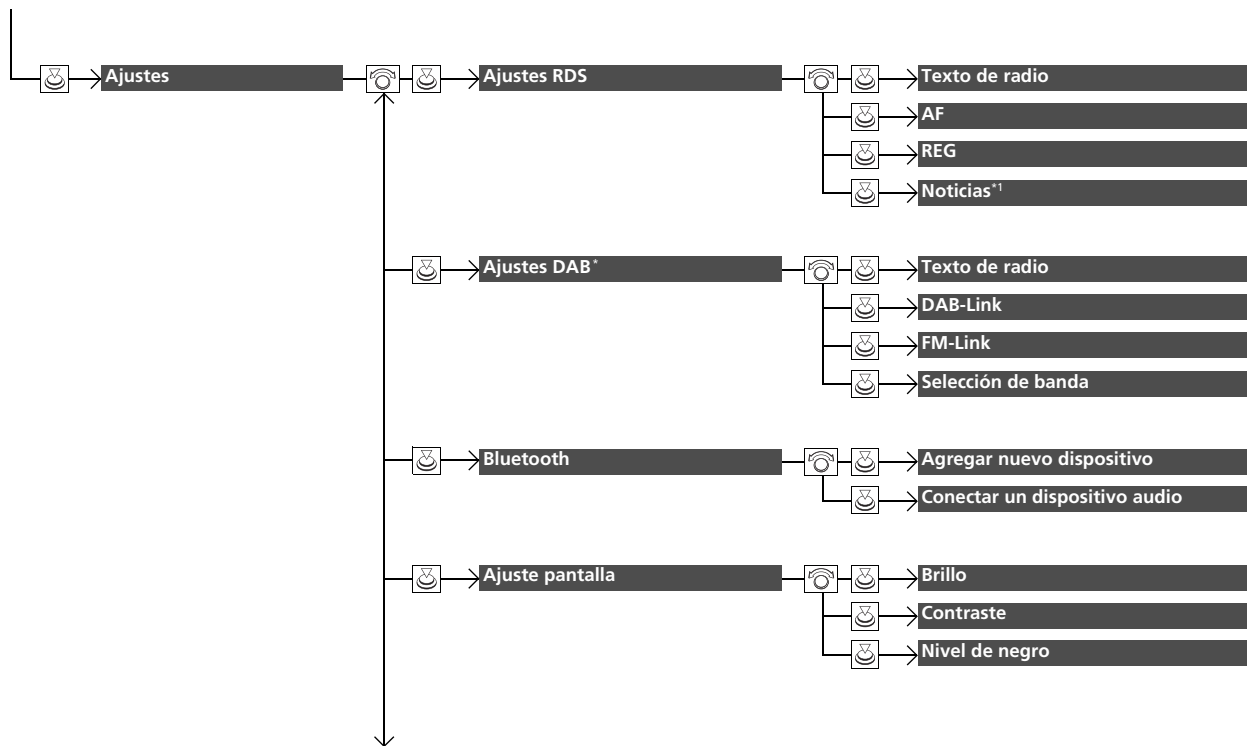 Ajustes
Ajustes RDS
Texto de radio
AF
REG
Noticias*1
Ajustes DAB*
Texto de radio
DAB-Link
FM-Link
Selección de banda
Bluetooth
Agregar nuevo dispositivo
Conectar un dispositivo audio
Ajuste pantalla
Brillo
Contraste
Nivel de negro